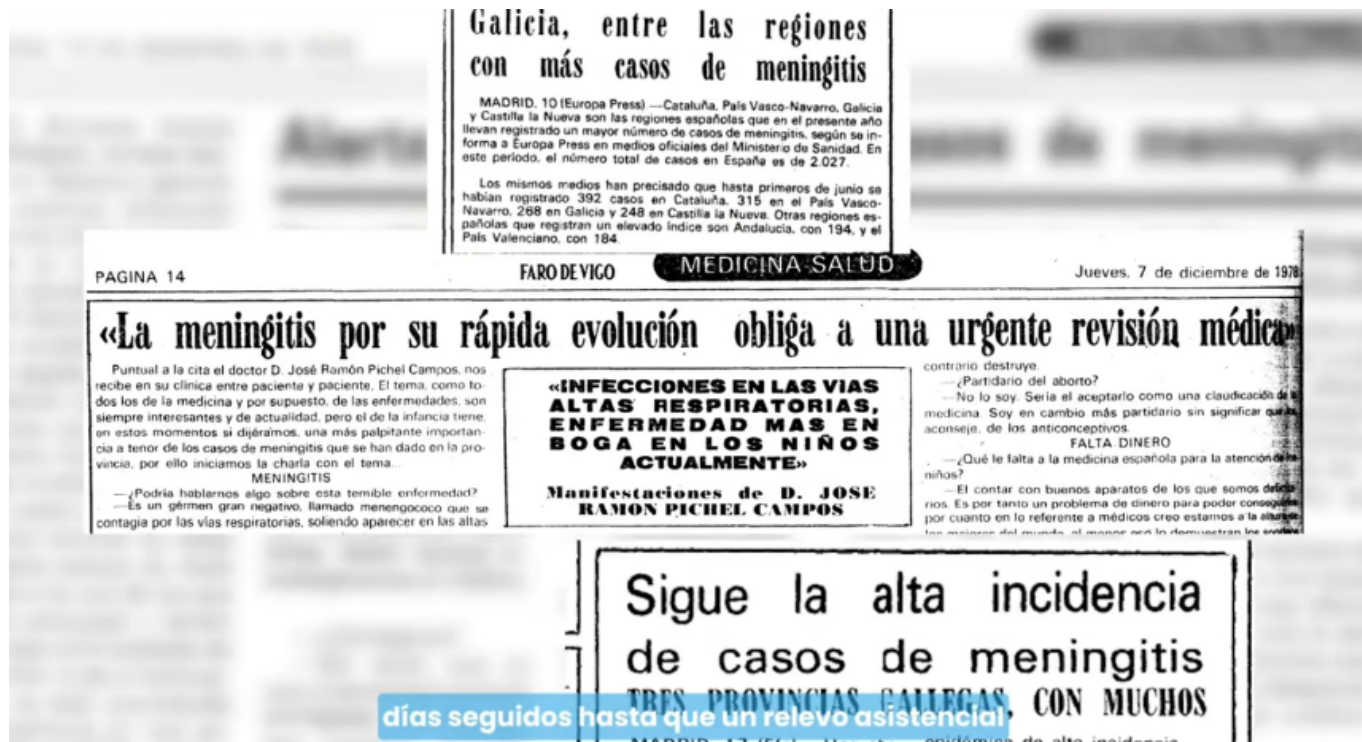 Galicia, entre las regiones
con más casos de meningitis
MADRID, 10 (Europa Press).—Cataluña, País Vasco-Navarro, Galicia
y Castilla la Nueva son las regiones españolas que en el presente año
llevan registrado un mayor número de casos de meningitis, según se in-
forma a Europa Press en medios oficiales del Ministerio de Sanidad. En
este período, el número total de casos en España es de 2.027.
Los mismos medios han precisado que hasta primeros de junio se
habían registrado 392 casos en Cataluña, 315 en el País Vasco-
Navarro, 268 en Galicia y 248 en Castilla la Nueva. Otras regiones es-
pañolas que registran un elevado índice son Andalucía, con 194, y el
País Valenciano, con 184.
PAGINA 14
FARO DE VIGO
MEDICINA-SALUD
Jueves, 7 de diciembre de 1978
«La meningitis por su rápida evolución obliga a una urgente revisión médica»
Puntual a la cita el doctor D. José Ramón Pichel Campos, nos
recibe en su clínica entre paciente y paciente. El tema, como to-
dos los de la medicina y por supuesto, de las enfermedades, son
siempre interesantes y de actualidad, pero el de la infancia tiene,
en estos momentos si dijéramos, una más palpitante importan-
cia a tenor de los casos de meningitis que se han dado en la pro-
vincia, por ello iniciamos la charla con el tema...
MENINGITIS
—¿Podría hablarnos algo sobre esta temible enfermedad?
—Es un gérmen gran negativo, llamado menengococo que se
contagia por las vías respiratorias, soliendo aparecer en las altas
«INFECCIONES EN LAS VIAS
ALTAS RESPIRATORIAS,
ENFERMEDAD MAS EN
BOGA EN LOS NIÑOS
ACTUALMENTE»
Manifestaciones de D. JOSE
RAMON PICHEL CAMPOS
contrario destruye.
—¿Partidario del aborto?
—No lo soy. Sería el aceptarlo como una claudicación de la
medicina. Soy en cambio más partidario sin significar que los
aconseje, de los anticonceptivos.
FALTA DINERO
—¿Qué le falta a la medicina española para la atención de los
niños?
—El contar con buenos aparatos de los que somos
rios. Es por tanto un problema de dinero para poder
por cuanto en lo referente a médicos creo estamos a la altura de
los mejores del mundo, al menos eso lo demuestran los
Sigue la alta incidencia
de casos de meningitis
TRES PROVINCIAS GALLEGAS, CON MUCHOS
días seguidos hasta que un relevo asistencial